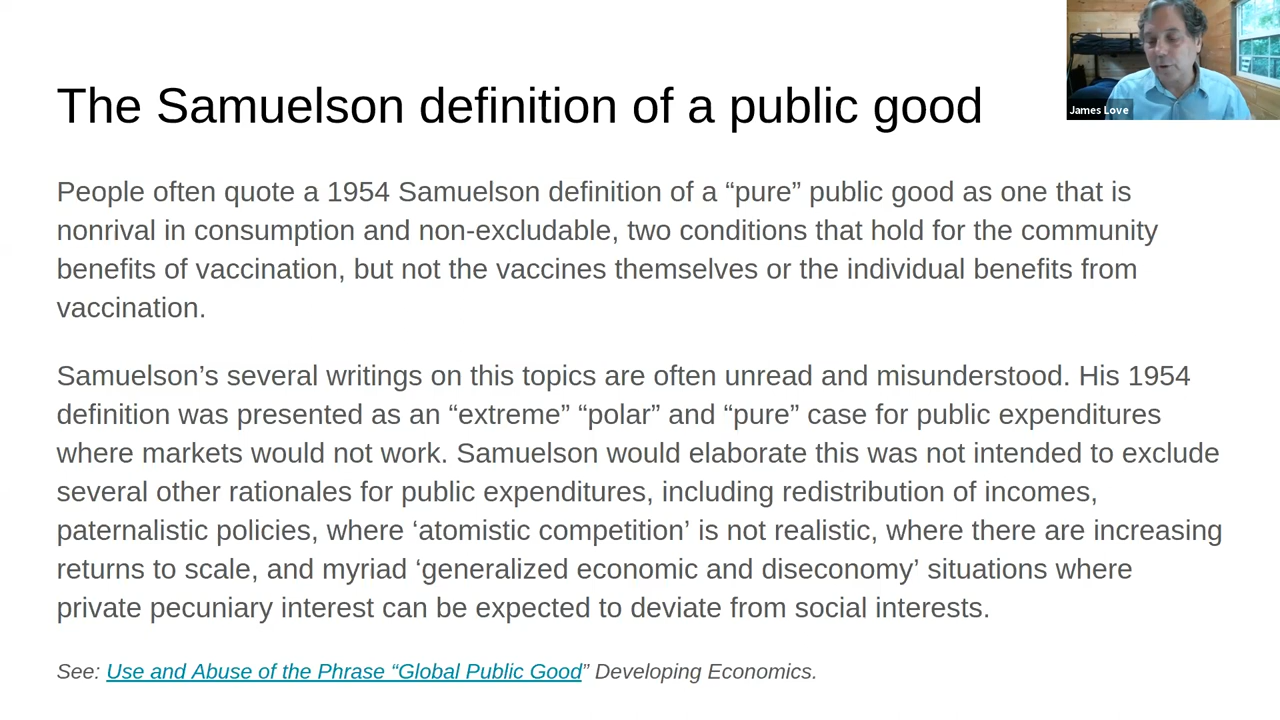 The Samuelson definition of a public good
James Love
People often quote a 1954 Samuelson definition of a “pure” public good as one that is
nonrival in consumption and non-excludable, two conditions that hold for the community
benefits of vaccination, but not the vaccines themselves or the individual benefits from
vaccination.
Samuelson’s several writings on this topics are often unread and misunderstood. His 1954
definition was presented as an “extreme” “polar” and “pure” case for public expenditures
where markets would not work. Samuelson would elaborate this was not intended to exclude
several other rationales for public expenditures, including redistribution of incomes,
paternalistic policies, where ‘atomistic competition’ is not realistic, where there are increasing
returns to scale, and myriad ‘generalized economic and diseconomy’ situations where
private pecuniary interest can be expected to deviate from social interests.
See: Use and Abuse of the Phrase “Global Public Good” Developing Economics.